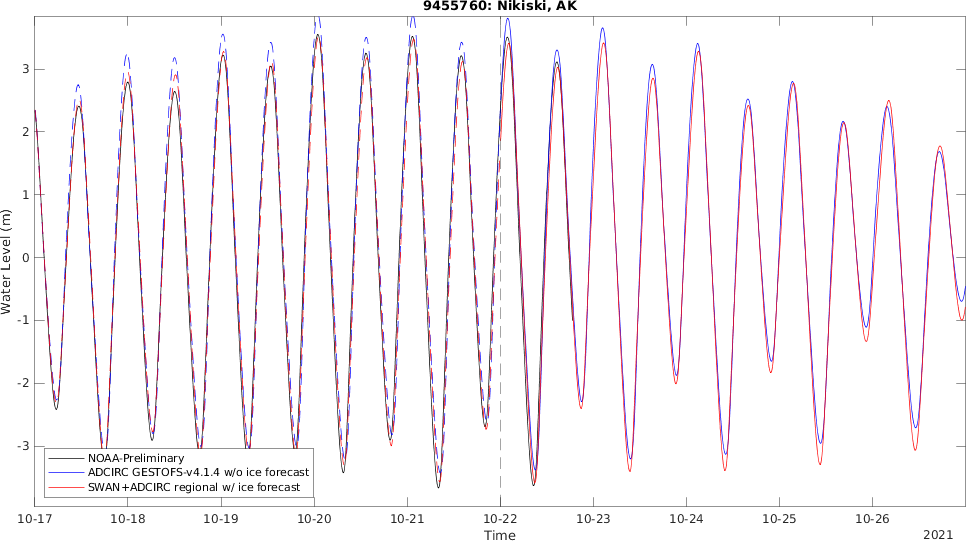 9455760: Nikiski, AK
Water Level (m)
3
2
1
0
-1
-2
-3
NOAA-Preliminary
ADCIRC GESTOFS-v4.1.4 w/o ice forecast
SWAN+ADCIRC regional w/ ice forecast
10-17 10-18 10-19 10-20 10-21 10-22 10-23 10-24 10-25 10-26
Time
2021